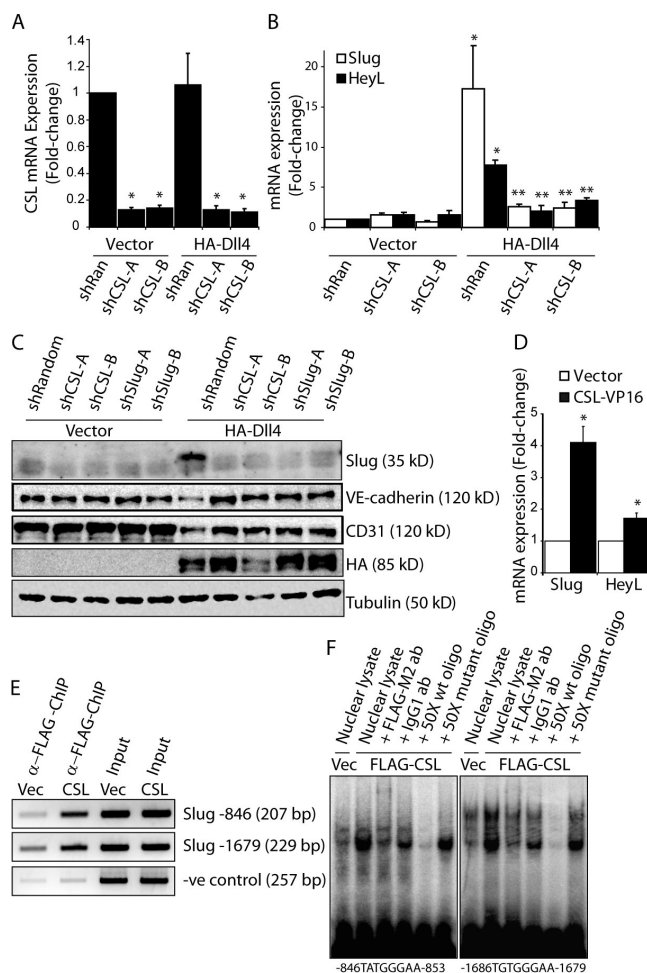 A
CSL mRNA Experssion
(Fold-change)
1.4
1.2
1
0.8
0.6
0.4
0.2
0
* * * *
Vector HA-Dll4
shRan shCSL-A shCSL-B shRan shCSL-A shCSL-B
B
mRNA expression
(Fold-change)
20
15
10
5
0
Slug
HeyL
* * ** ** ** **
Vector HA-Dll4
shRan shCSL-A shCSL-B shRan shCSL-A shCSL-B
C
shRandom shCSL-A shCSL-B shSlug-A shSlug-B shRandom shCSL-A shCSL-B shSlug-A shSlug-B
Vector HA-Dll4
Slug (35 kD)
VE-cadherin (120 kD)
CD31 (120 kD)
HA (85 kD)
Tubulin (50 kD)
D
Vector
CSL-VP16
mRNA expression (Fold-change)
5
4
3
2
1
0
* *
Slug HeyL
E
α-FLAG -ChIP α-FLAG-ChIP Input Input
Vec CSL Vec CSL
Slug -846 (207 bp)
Slug -1679 (229 bp)
-ve control (257 bp)
F
Nuclear lysate Nuclear lysate + FLAG-M2 ab + IgG1 ab + 50X wt oligo + 50X mutant oligo Nuclear lysate Nuclear lysate + FLAG-M2 ab + IgG1 ab + 50X wt oligo + 50X mutant oligo
Vec FLAG-CSL Vec FLAG-CSL
-846TATGGGAA-853 -1686TGTGGGAA-1679